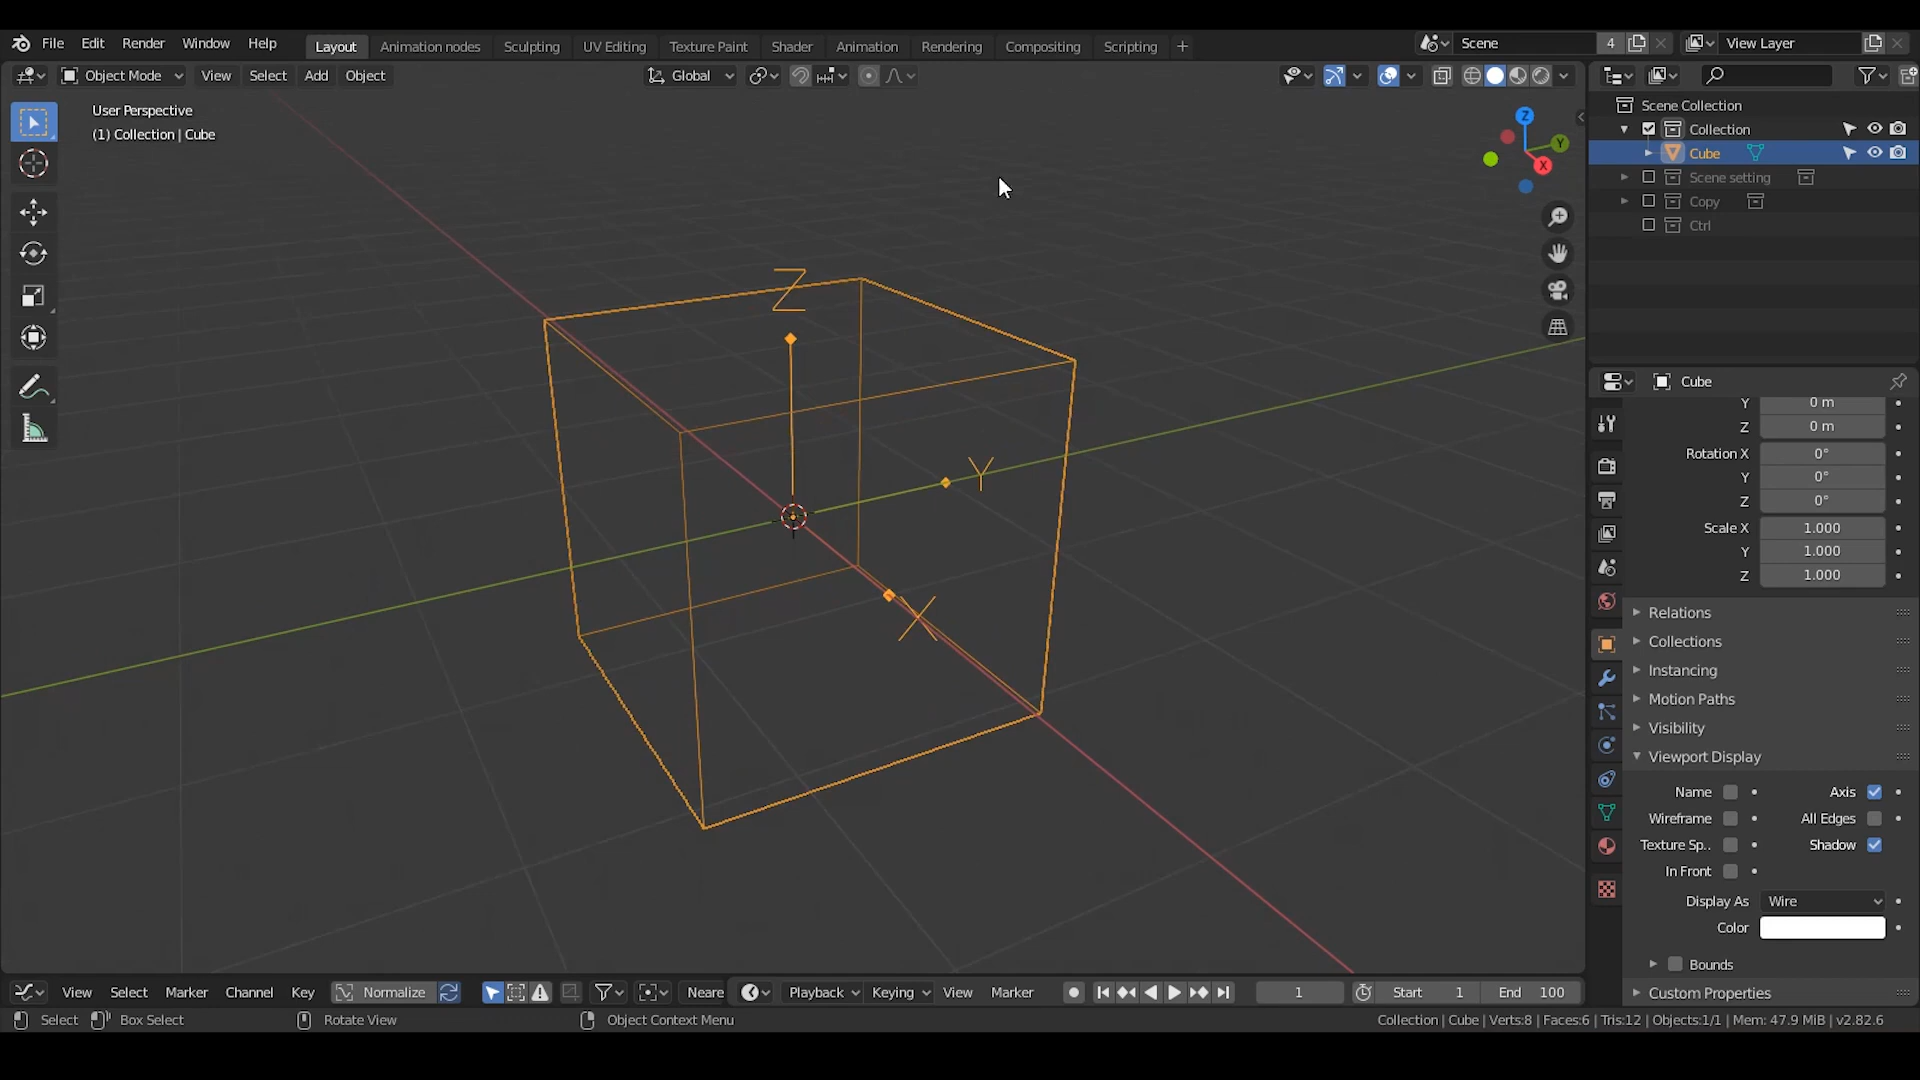 File Edit Render Window Help Layout Animation nodes Sculpting UV Editing Texture Paint Shader Animation Rendering Compositing Scripting + Scene 4 View Layer
Object Mode View Select Add Object Global
User Perspective
(1) Collection | Cube
Z
Y
X
Z
Y
X
Scene Collection
Collection
Cube
Scene setting
Copy
Ctrl
Cube
Y 0 m
Z 0 m
Rotation X 0°
Y 0°
Z 0°
Scale X 1.000
Y 1.000
Z 1.000
Relations
Collections
Instancing
Motion Paths
Visibility
Viewport Display
Name Axis
Wireframe All Edges
Texture Sp.. Shadow
In Front
Display As Wire
Color
Bounds
Custom Properties
View Select Marker Channel Key Normalize Neare Playback Keying View Marker 1 Start 1 End 100
Select Box Select Rotate View Object Context Menu Collection | Cube | Verts:8 | Faces:6 | Tris:12 | Objects:1/1 | Mem: 47.9 MiB | v2.82.6